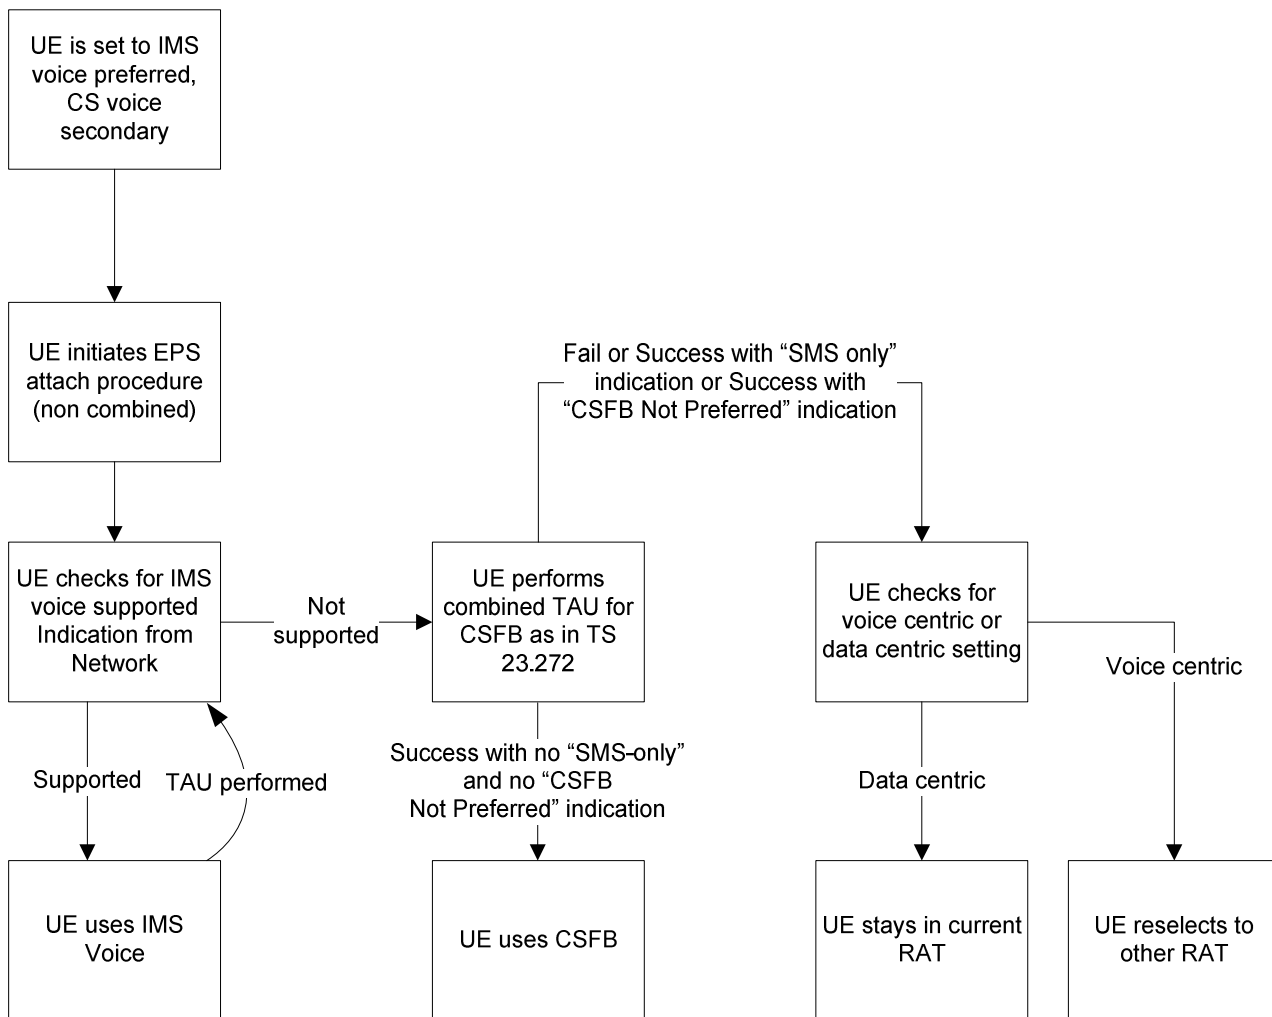 UE is set to IMS
voice preferred,
CS voice
secondary
UE initiates EPS
attach procedure
(non combined)
Fail or Success with “SMS only”
indication or Success with
“CSFB Not Preferred” indication
UE checks for IMS
voice supported
Indication from
Network
Not
supported
UE performs
combined TAU for
CSFB as in TS
23.272
UE checks for
voice centric or
data centric setting
Voice centric
Supported
TAU performed
Success with no “SMS-only”
and no “CSFB
Not Preferred” indication
Data centric
UE uses IMS
Voice
UE uses CSFB
UE stays in current
RAT
UE reselects to
other RAT